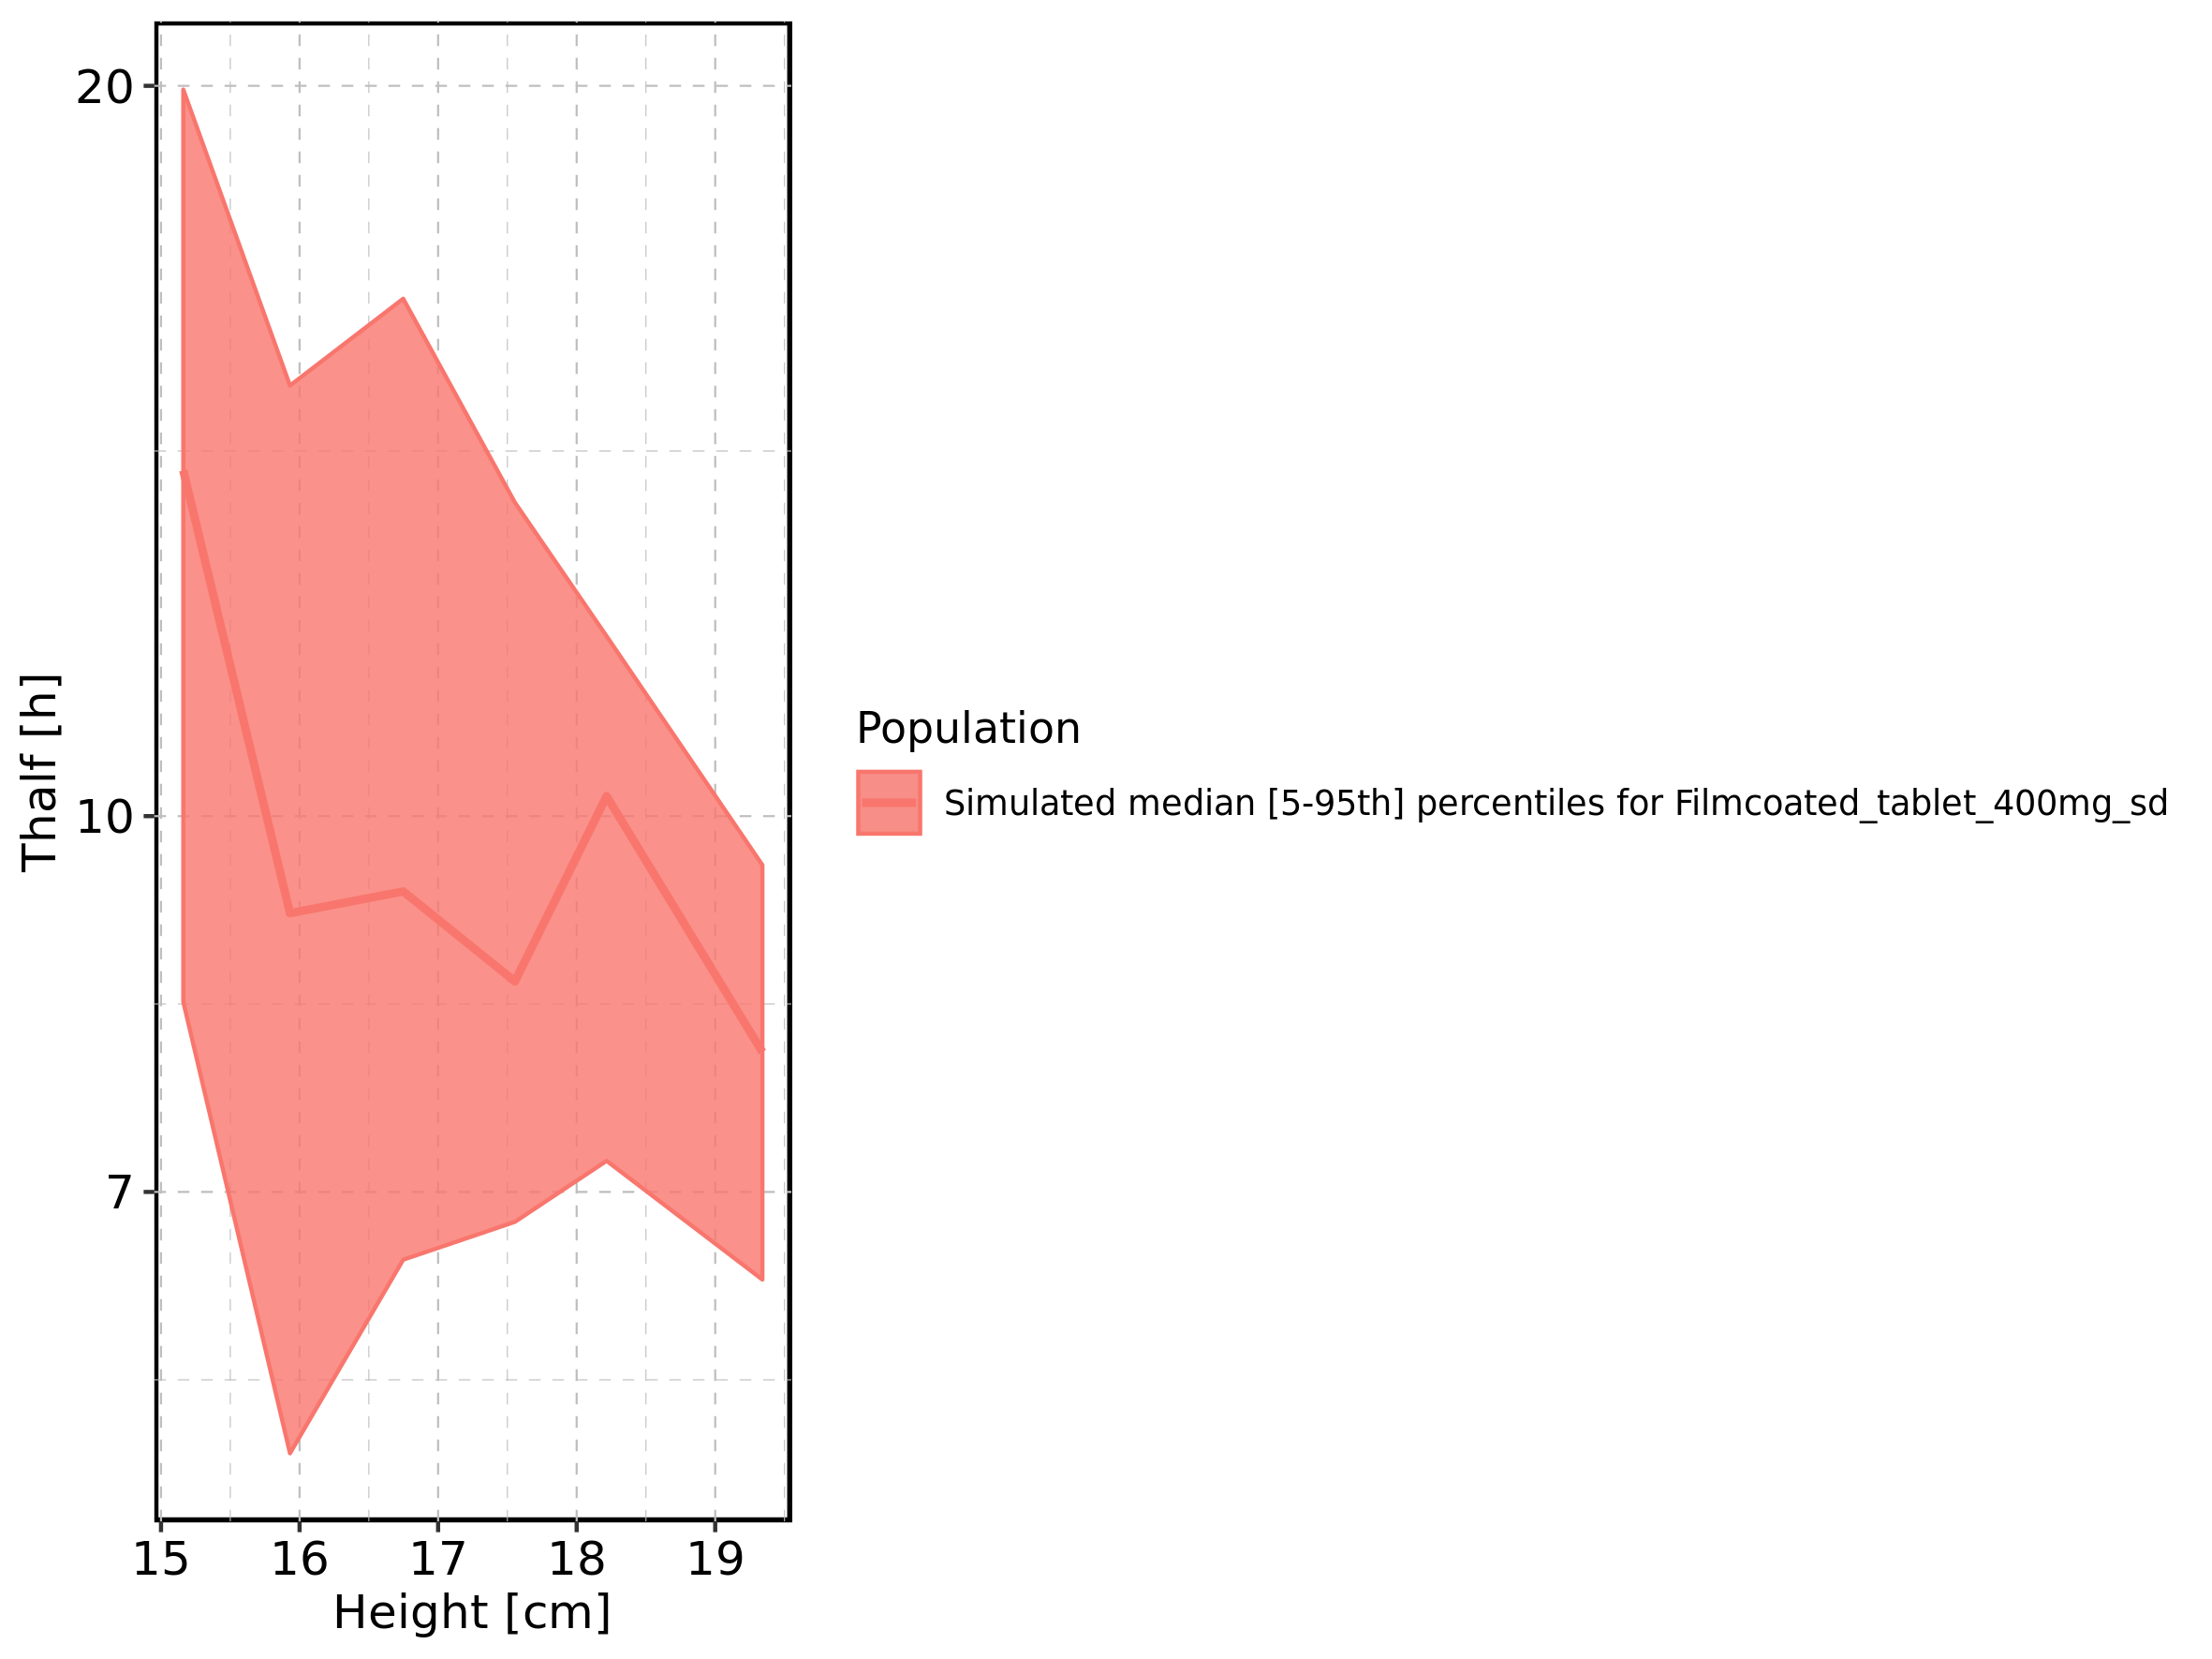 20
10
7
Thalf [h]
15 16 17 18 19
Height [cm]
Population
Simulated median [5-95th] percentiles for Filmcoated_tablet_400mg_sd